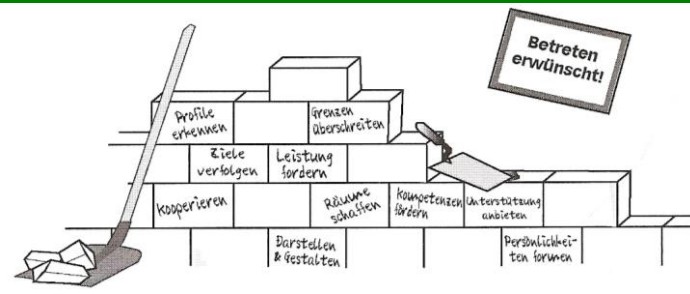 Betreten
erwünscht!
Profile
erkennen
Grenzen
überschreiten
Ziele
verfolgen
Leistung
fordern
Kooperieren
Räume
schaffen
Kompetenzen
fördern
Unterstützung
anbieten
Darstellen
& Gestalten
Persönlichkei-
ten formen